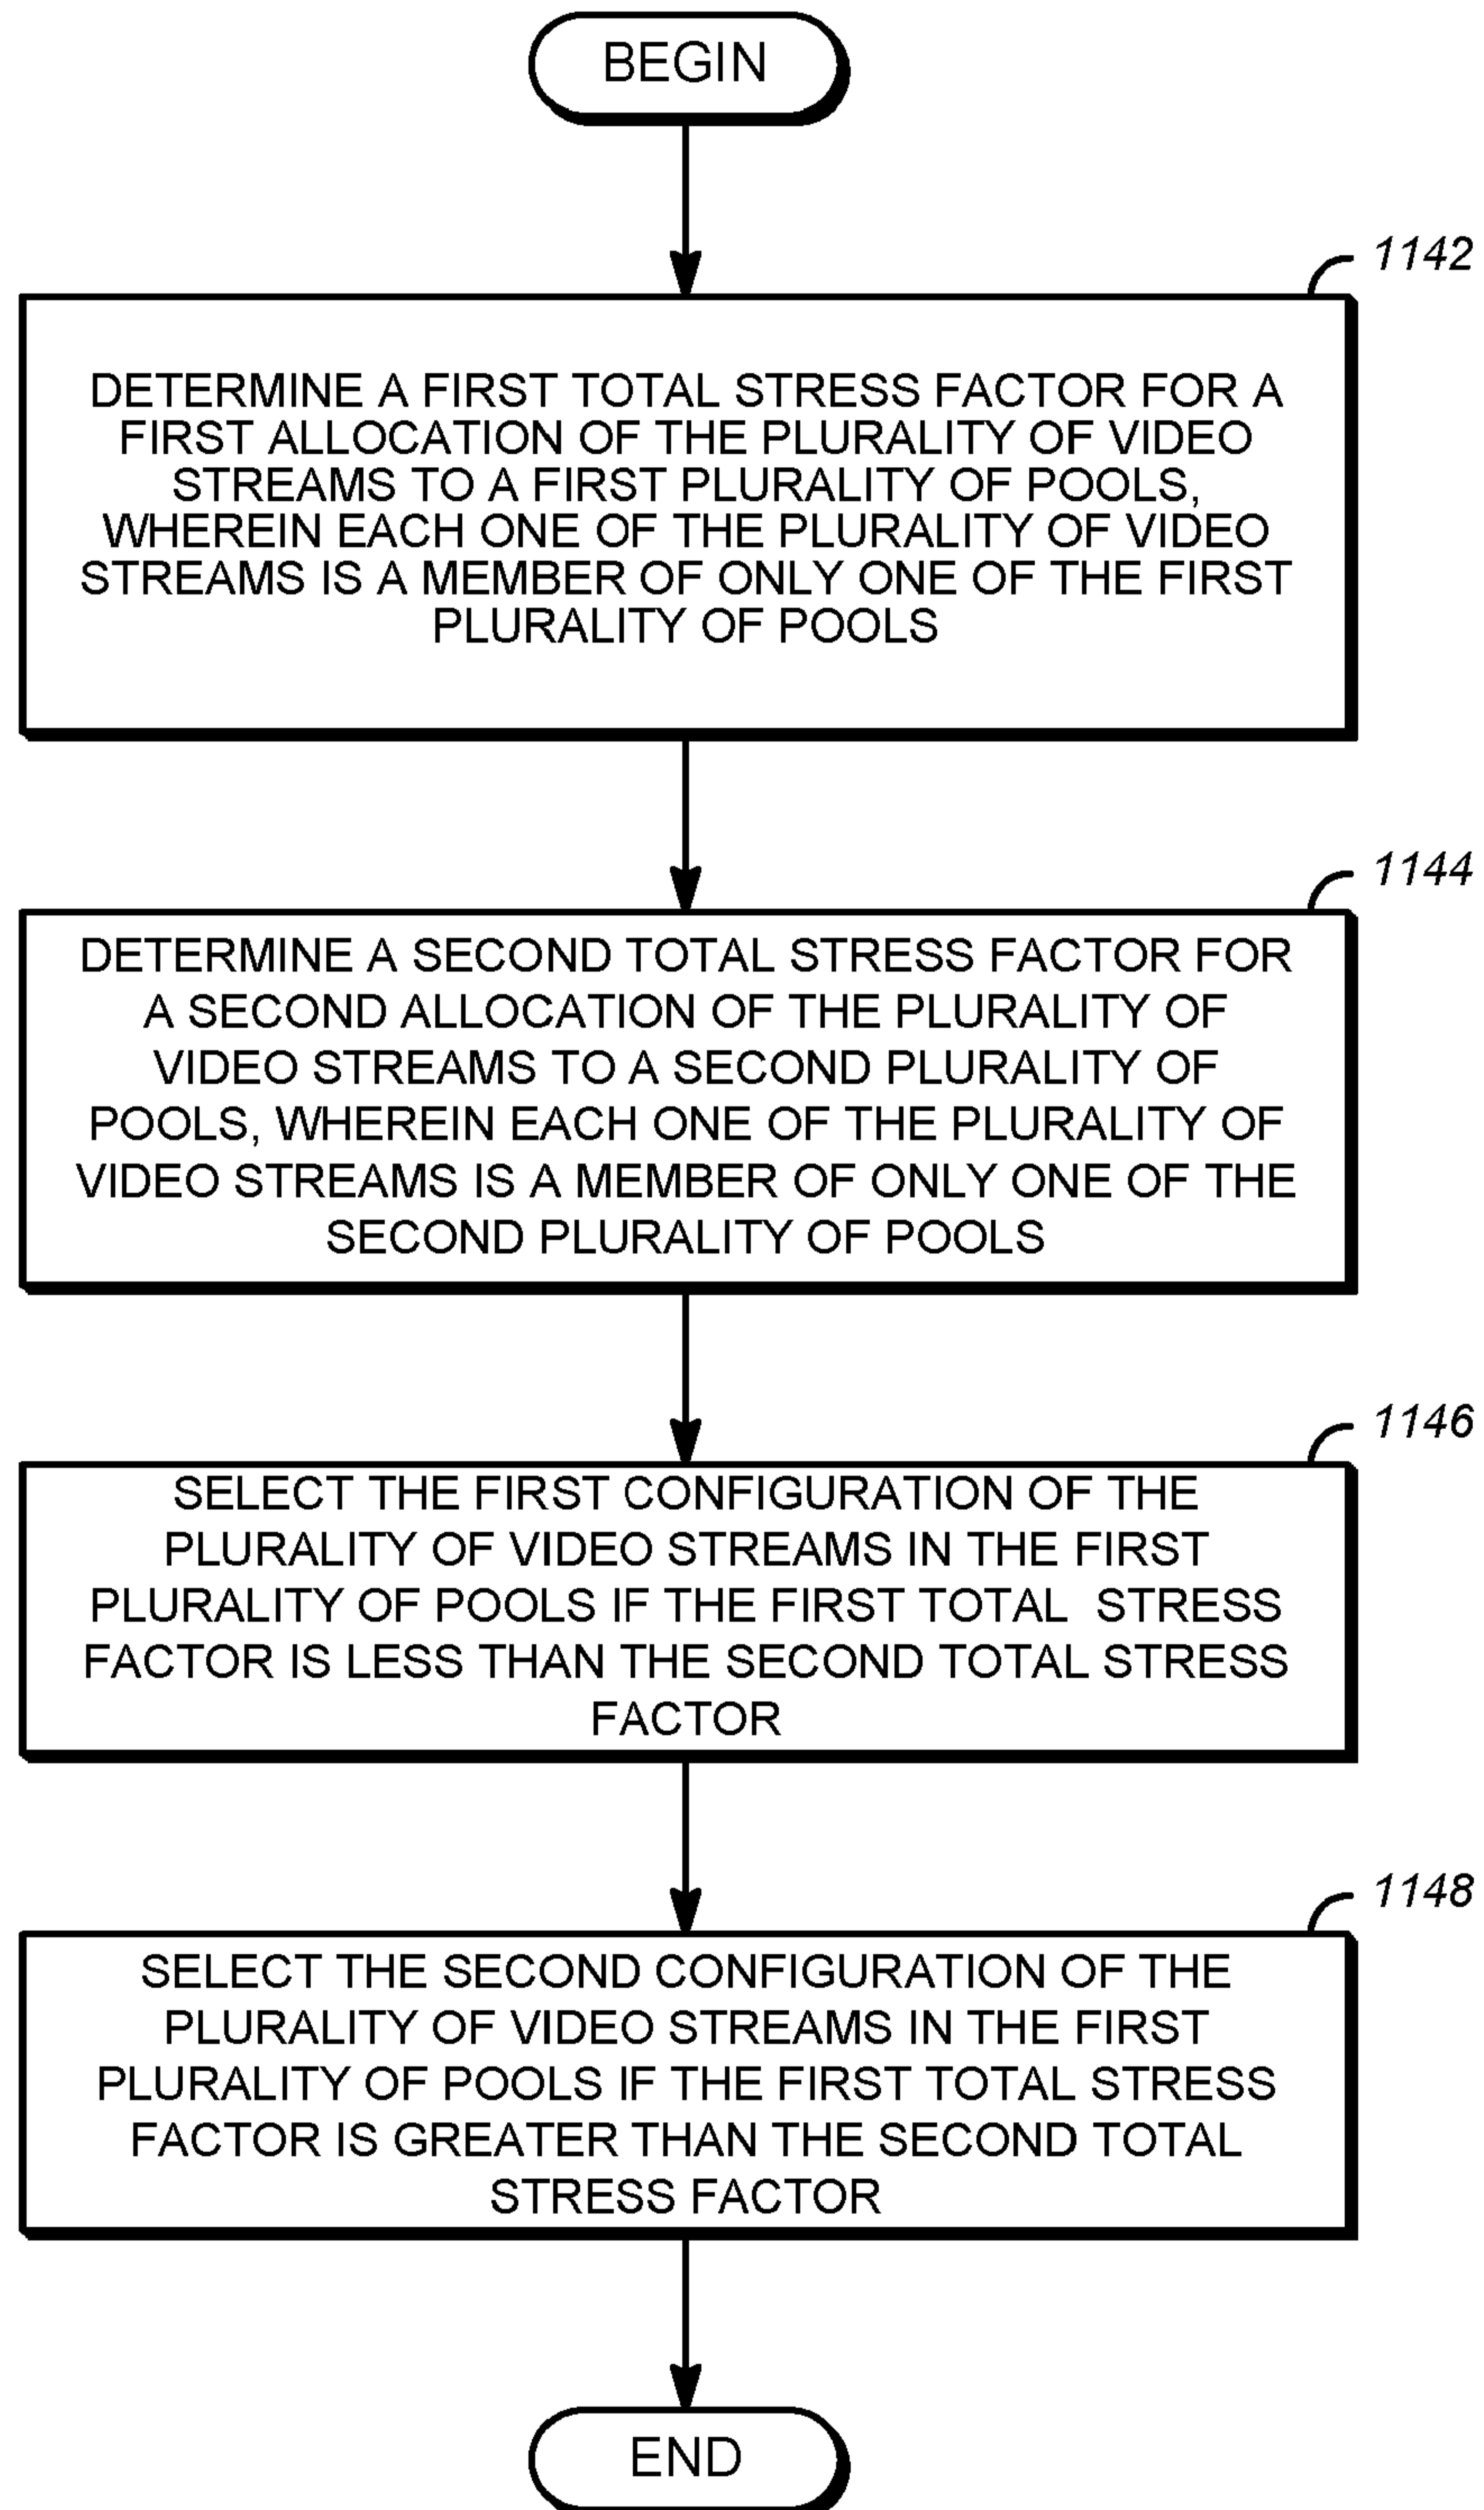 BEGIN
1142
DETERMINE A FIRST TOTAL STRESS FACTOR FOR A
FIRST ALLOCATION OF THE PLURALITY OF VIDEO
STREAMS TO A FIRST PLURALITY OF POOLS,
WHEREIN EACH ONE OF THE PLURALITY OF VIDEO
STREAMS IS A MEMBER OF ONLY ONE OF THE FIRST
PLURALITY OF POOLS
1144
DETERMINE A SECOND TOTAL STRESS FACTOR FOR
A SECOND ALLOCATION OF THE PLURALITY OF
VIDEO STREAMS TO A SECOND PLURALITY OF
POOLS, WHEREIN EACH ONE OF THE PLURALITY OF
VIDEO STREAMS IS A MEMBER OF ONLY ONE OF THE
SECOND PLURALITY OF POOLS
1146
SELECT THE FIRST CONFIGURATION OF THE
PLURALITY OF VIDEO STREAMS IN THE FIRST
PLURALITY OF POOLS IF THE FIRST TOTAL STRESS
FACTOR IS LESS THAN THE SECOND TOTAL STRESS
FACTOR
1148
SELECT THE SECOND CONFIGURATION OF THE
PLURALITY OF VIDEO STREAMS IN THE FIRST
PLURALITY OF POOLS IF THE FIRST TOTAL STRESS
FACTOR IS GREATER THAN THE SECOND TOTAL
STRESS FACTOR
END